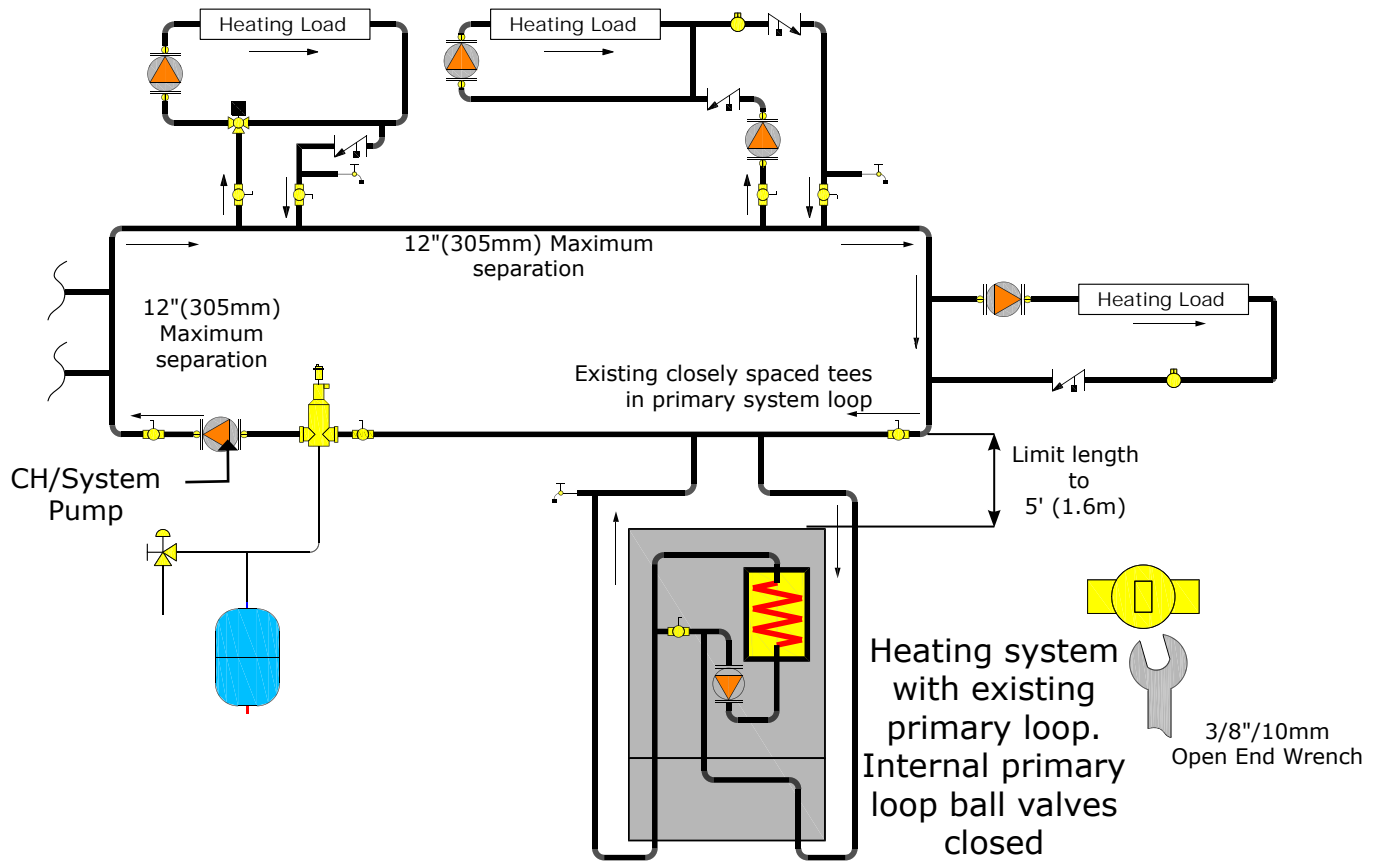 Heating Load
Heating Load
12"(305mm) Maximum
separation
12"(305mm)
Maximum
separation
Heating Load
Existing closely spaced tees
in primary system loop
CH/System
Pump
Limit length
to
5' (1.6m)
Heating system
with existing
primary loop.
Internal primary
loop ball valves
closed
3/8"/10mm
Open End Wrench